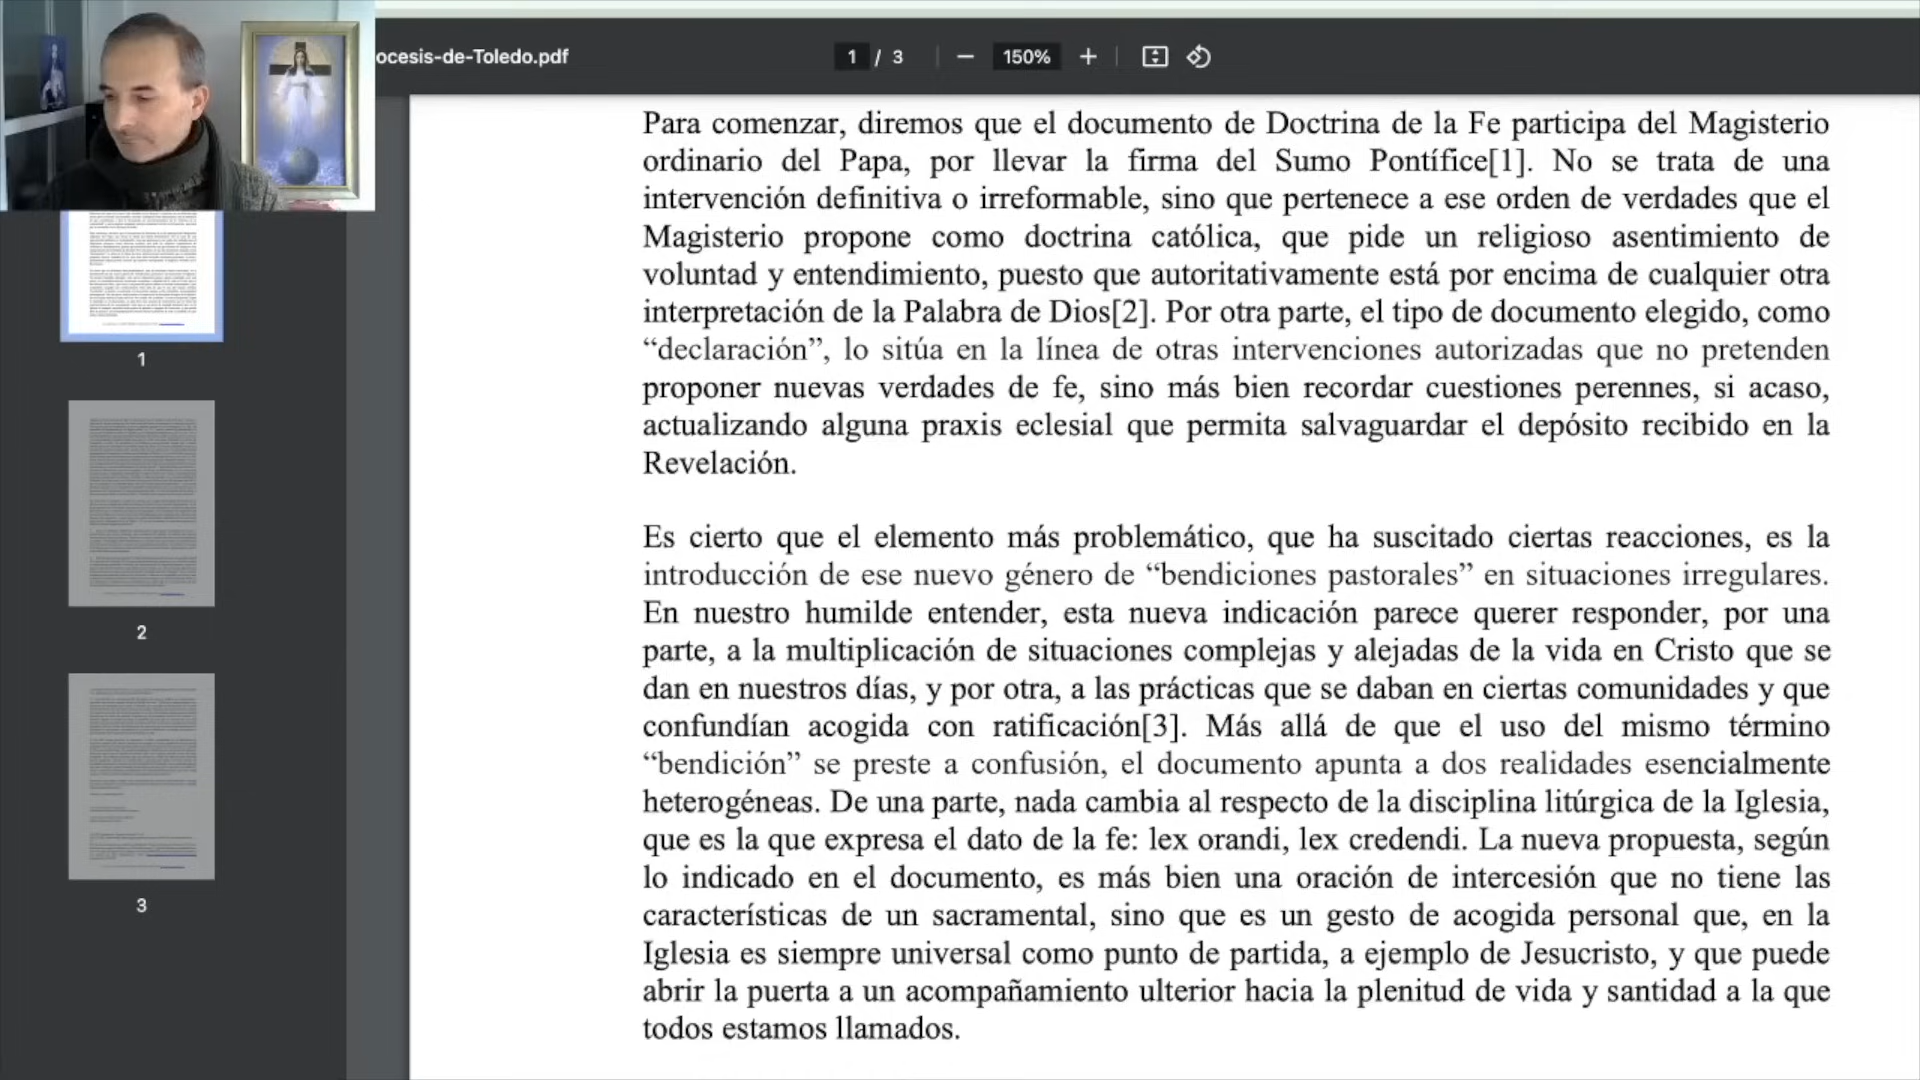 ocesis-de-Toledo.pdf
1 / 3
150%
Para comenzar, diremos que el documento de Doctrina de la Fe participa del Magisterio
ordinario del Papa, por llevar la firma del Sumo Pontífice[1]. No se trata de una
intervención definitiva o irreformable, sino que pertenece a ese orden de verdades que el
Magisterio propone como doctrina católica, que pide un religioso asentimiento de
voluntad y entendimiento, puesto que autoritativamente está por encima de cualquier otra
interpretación de la Palabra de Dios[2]. Por otra parte, el tipo de documento elegido, como
“declaración”, lo sitúa en la línea de otras intervenciones autorizadas que no pretenden
proponer nuevas verdades de fe, sino más bien recordar cuestiones perennes, si acaso,
actualizando alguna praxis eclesial que permita salvaguardar el depósito recibido en la
Revelación.
Es cierto que el elemento más problemático, que ha suscitado ciertas reacciones, es la
introducción de ese nuevo género de “bendiciones pastorales” en situaciones irregulares.
En nuestro humilde entender, esta nueva indicación parece querer responder, por una
parte, a la multiplicación de situaciones complejas y alejadas de la vida en Cristo que se
dan en nuestros días, y por otra, a las prácticas que se daban en ciertas comunidades y que
confundían acogida con ratificación[3]. Más allá de que el uso del mismo término
“bendición” se preste a confusión, el documento apunta a dos realidades esencialmente
heterogéneas. De una parte, nada cambia al respecto de la disciplina litúrgica de la Iglesia,
que es la que expresa el dato de la fe: lex orandi, lex credendi. La nueva propuesta, según
lo indicado en el documento, es más bien una oración de intercesión que no tiene las
características de un sacramental, sino que es un gesto de acogida personal que, en la
Iglesia es siempre universal como punto de partida, a ejemplo de Jesucristo, y que puede
abrir la puerta a un acompañamiento ulterior hacia la plenitud de vida y santidad a la que
todos estamos llamados.
1
2
3